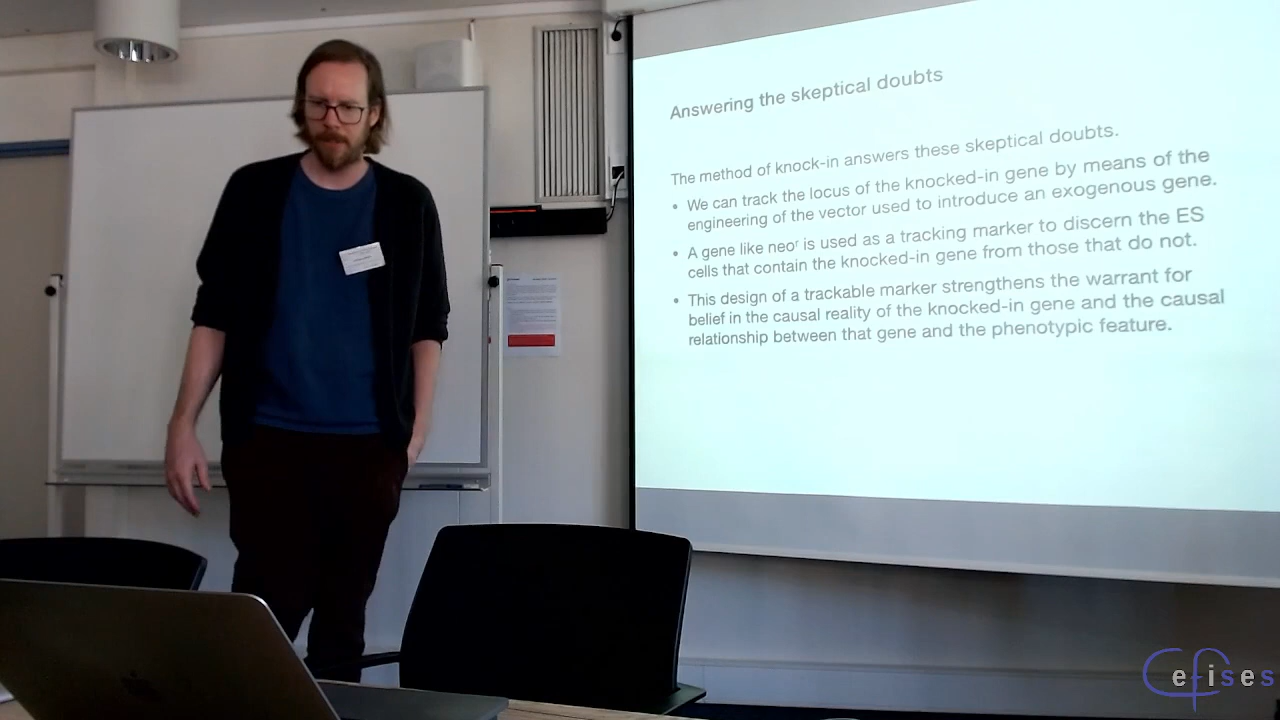 Answering the skeptical doubts
The method of knock-in answers these skeptical doubts.
• We can track the locus of the knocked-in gene by means of the
engineering of the vector used to introduce an exogenous gene.
• A gene like neoʳ is used as a tracking marker to discern the ES
cells that contain the knocked-in gene from those that do not.
• This design of a trackable marker strengthens the warrant for
belief in the causal reality of the knocked-in gene and the causal
relationship between that gene and the phenotypic feature.
Cefises